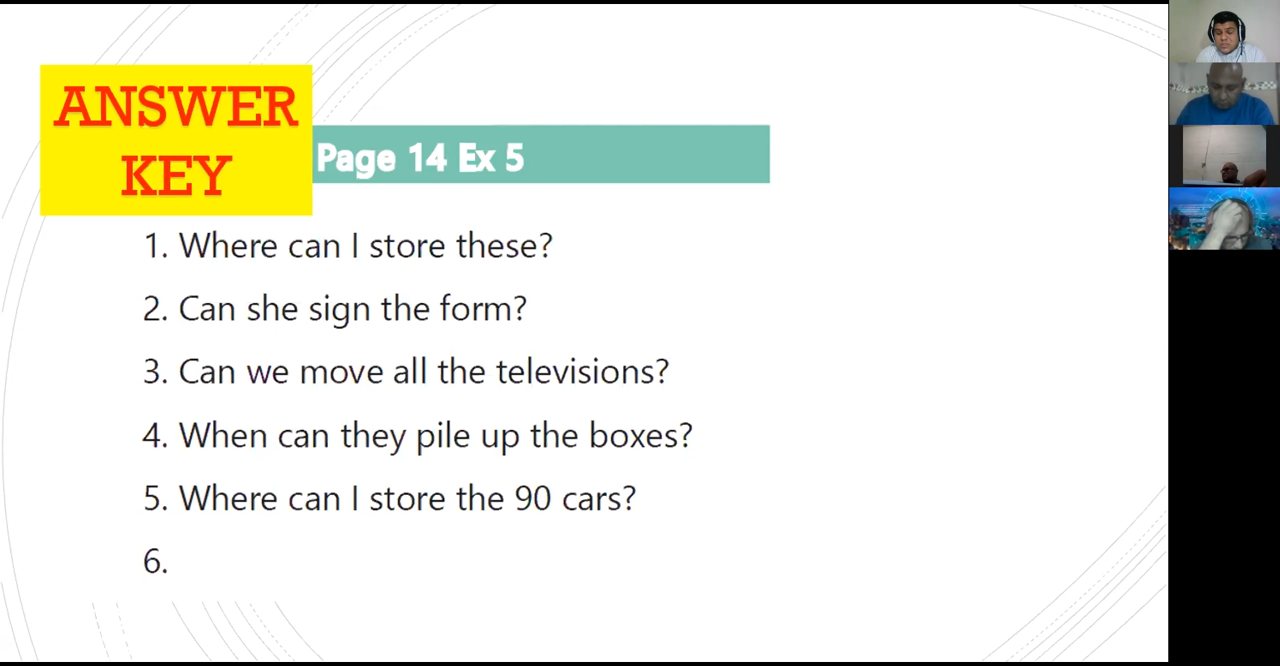 ANSWER
KEY
Page 14 Ex 5
1. Where can I store these?
2. Can she sign the form?
3. Can we move all the televisions?
4. When can they pile up the boxes?
5. Where can I store the 90 cars?
6.